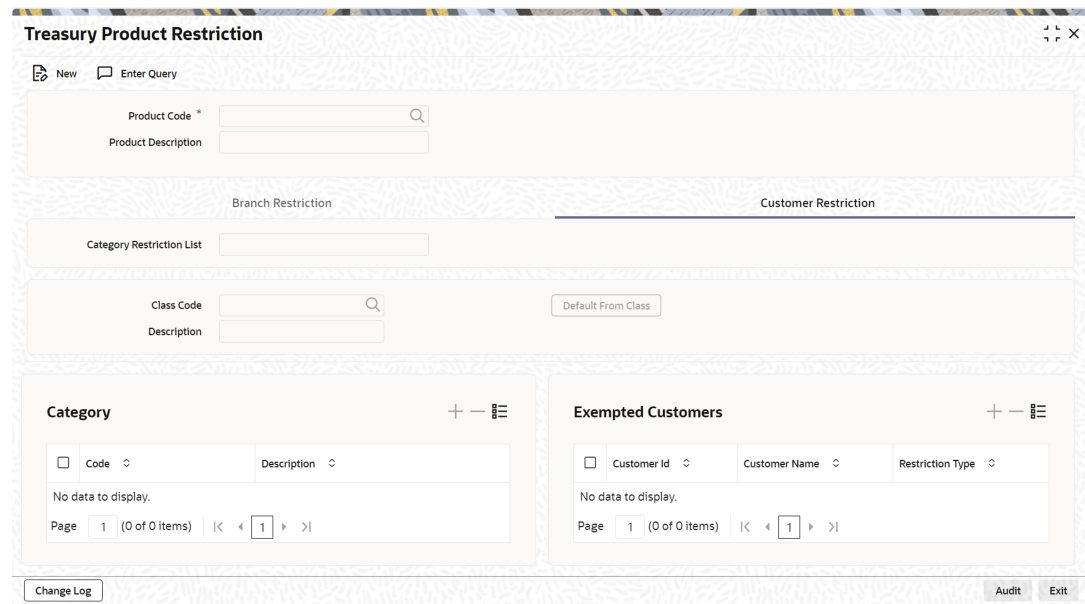 Treasury Product Restriction
New Enter Query
Product Code *
Product Description
Branch Restriction Customer Restriction
Category Restriction List
Class Code Default From Class
Description
Category Exempted Customers
Code Description Customer Id Customer Name Restriction Type
No data to display. No data to display.
Page 1 (0 of 0 items) 1 Page 1 (0 of 0 items) 1
Change Log Audit Exit